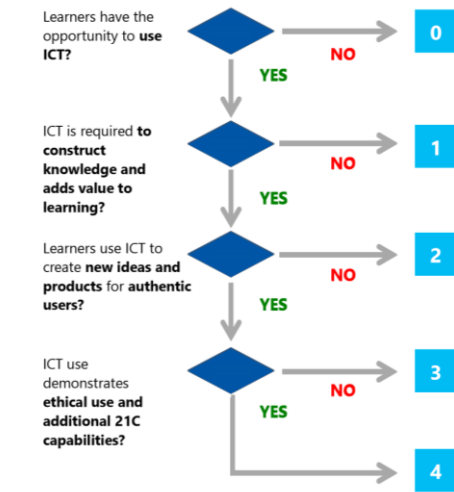 Learners have the
opportunity to use
ICT?
0
NO
YES
ICT is required to
construct
knowledge and
adds value to
learning?
1
NO
YES
Learners use ICT to
create new ideas and
products for authentic
users?
2
NO
YES
ICT use
demonstrates
ethical use and
additional 21C
capabilities?
3
NO
YES
4